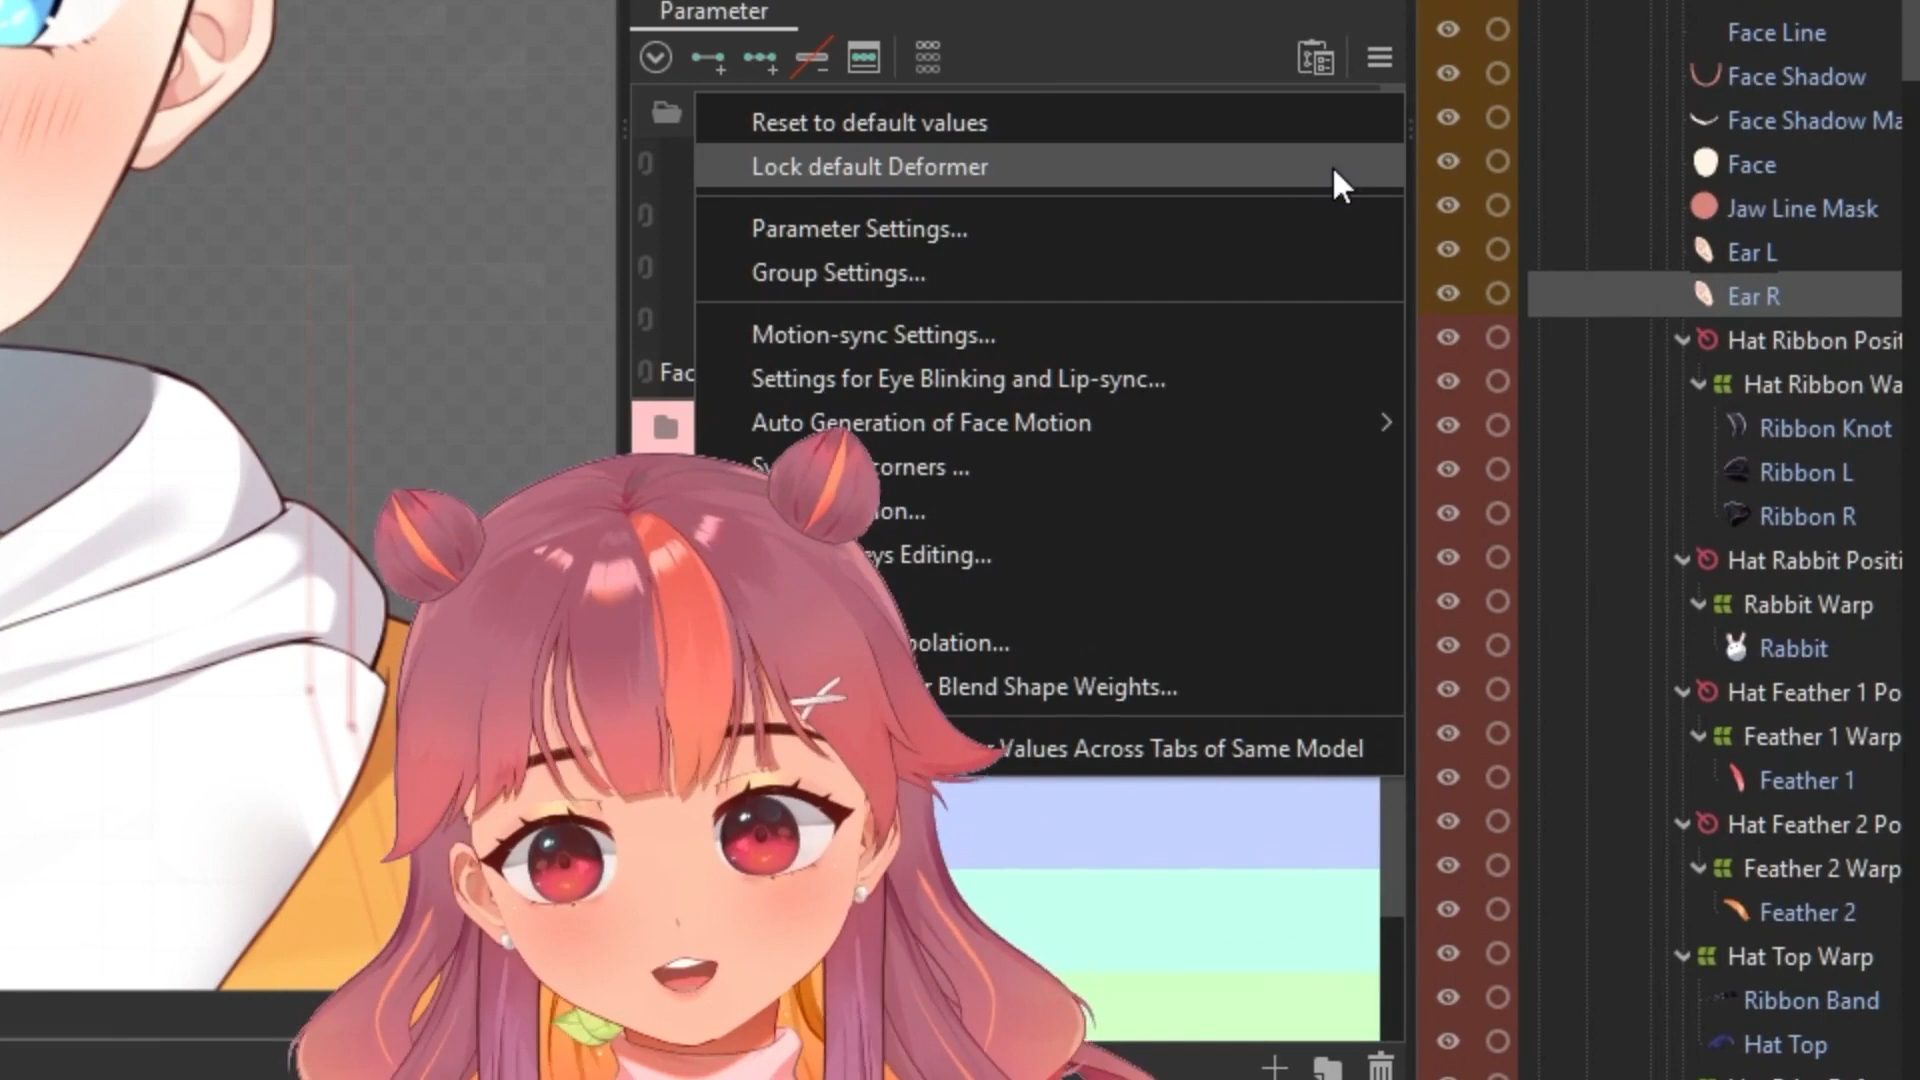 Parameter
Reset to default values
Lock default Deformer
Parameter Settings...
Group Settings...
Motion-sync Settings...
Fac
Settings for Eye Blinking and Lip-sync...
Auto Generation of Face Motion
corners ...
on...
Editing...
polation...
Blend Shape Weights...
Values Across Tabs of Same Model
Face Line
Face Shadow
Face Shadow Ma
Face
Jaw Line Mask
Ear L
Ear R
Hat Ribbon Posit
Hat Ribbon Wa
Ribbon Knot
Ribbon L
Ribbon R
Hat Rabbit Positi
Rabbit Warp
Rabbit
Hat Feather 1 Po
Feather 1 Warp
Feather 1
Hat Feather 2 Po
Feather 2 Warp
Feather 2
Hat Top Warp
Ribbon Band
Hat Top